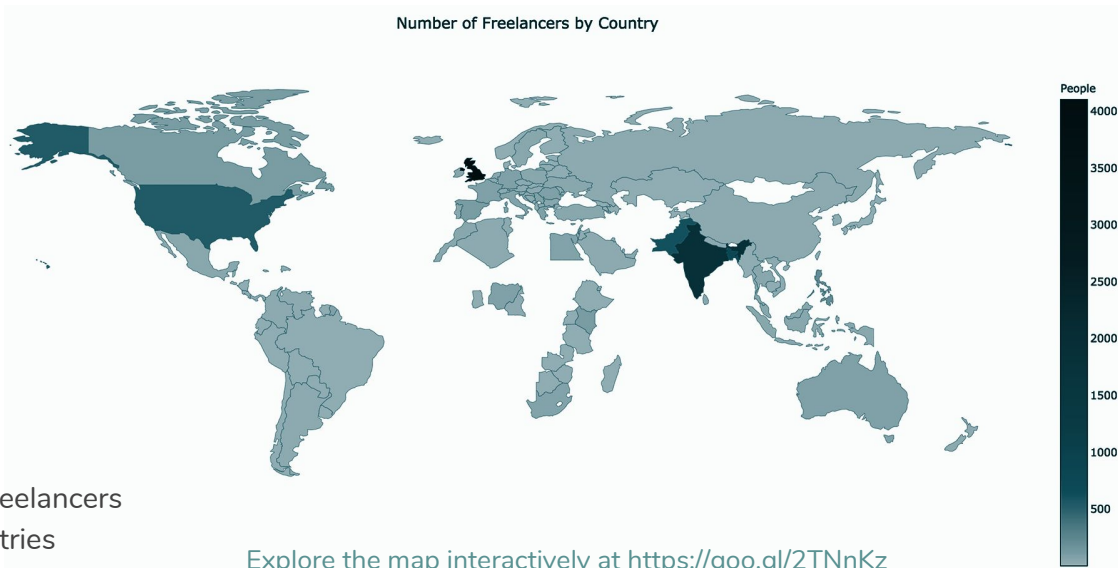 Number of Freelancers by Country
People
4000
3500
3000
2500
2000
1500
1000
500
eelancers
tries
Explore the map interactively at https://goo.gl/2TNnKz